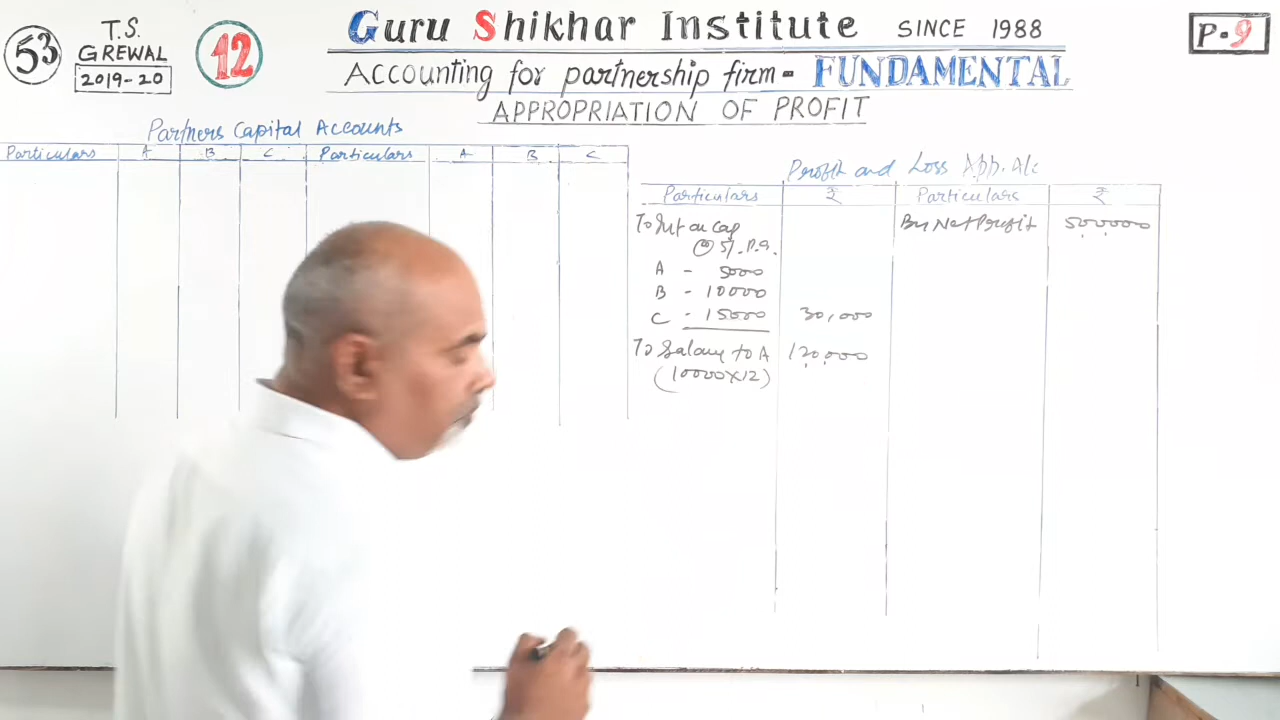 53
T.S.
GREWAL
2019-20
12
Guru Shikhar Institute SINCE 1988
P.9
Accounting for partnership firm- FUNDAMENTAL
APPROPRIATION OF PROFIT
Partners Capital Accounts
Particulars A B C Particulars A B C
Profit and Loss App. A/c
Particulars ₹ Particulars ₹
To Int on cap By Net Profit 500,000
@ 5/. P.a.
A - 5000
B - 10000
C - 15000 30,000
To Salary to A 120,000
(10000X12)